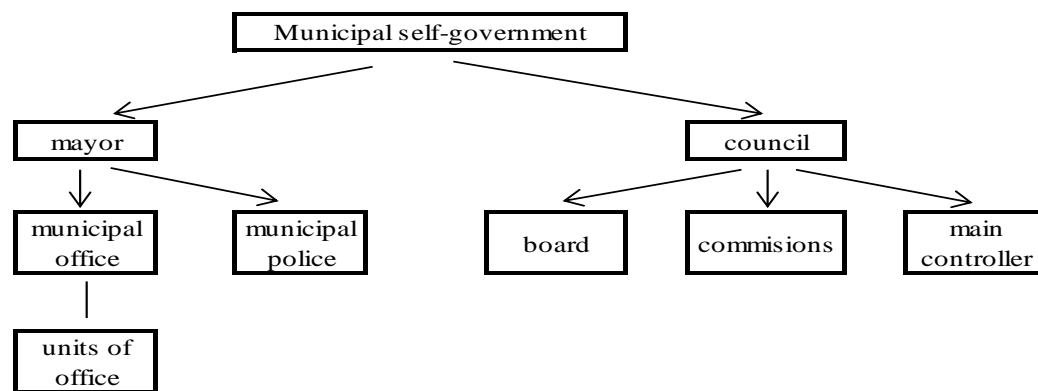 Municipal self-government
mayor
council
municipal
office
municipal
police
board
commisions
main
controller
units of
office